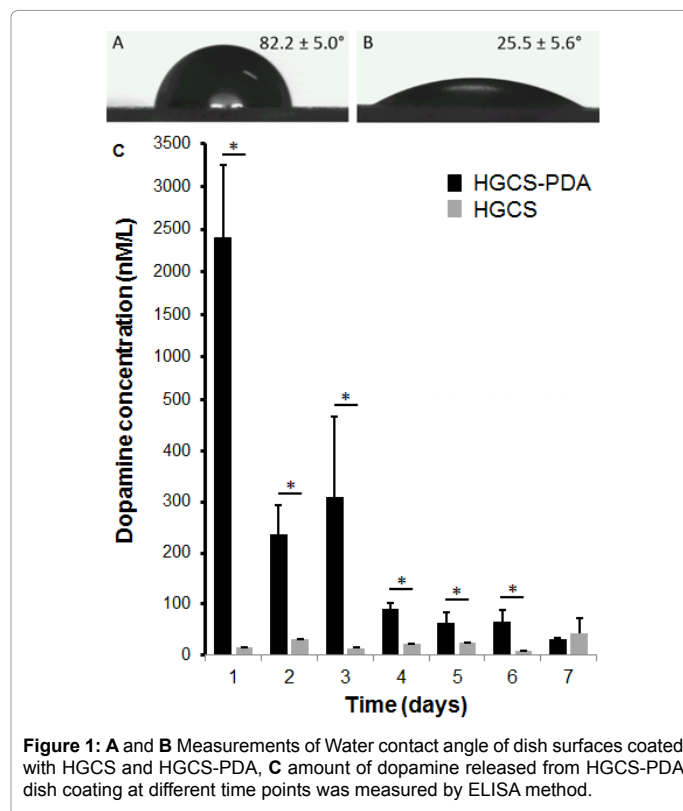 A 82.2 ± 5.0° B 25.5 ± 5.6°
C
HGCS-PDA
HGCS
Dopamine concentration (nM/L)
3500
3000
2500
2000
1500
1000
500
400
300
200
100
0
* * * * * *
1 2 3 4 5 6 7
Time (days)
Figure 1: A and B Measurements of Water contact angle of dish surfaces coated
with HGCS and HGCS-PDA, C amount of dopamine released from HGCS-PDA
dish coating at different time points was measured by ELISA method.